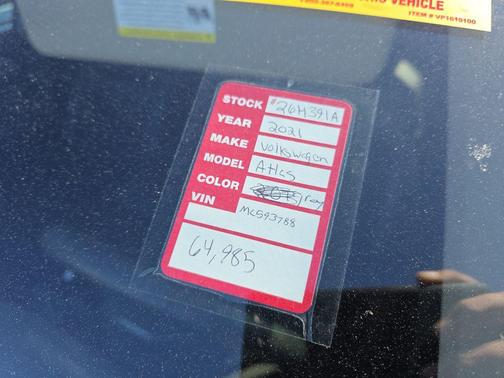 VEHICLE
ITEM # VP1610100
STOCK #26H391A
YEAR 2021
MAKE Volkswagen
MODEL Atlas
COLOR Gray
VIN MC593788
64,985